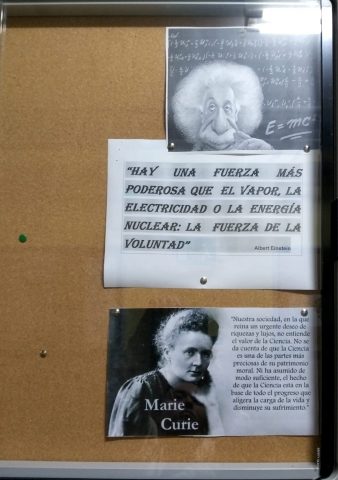 E=mc²
"HAY UNA FUERZA MÁS
PODEROSA QUE EL VAPOR, LA
ELECTRICIDAD O LA ENERGÍA
NUCLEAR: LA FUERZA DE LA
VOLUNTAD"
Albert Einstein
"Nuestra sociedad, en la que
reina un urgente deseo de
riquezas y lujos, no entiende
el valor de la Ciencia. No se
da cuenta de que la Ciencia
es una de las partes más
preciosas de su patrimonio
moral. Ni ha asumido de
modo suficiente, el hecho
de que la Ciencia está en la
base de todo el progreso que
aligera la carga de la vida y
disminuye su sufrimiento."
Marie
Curie